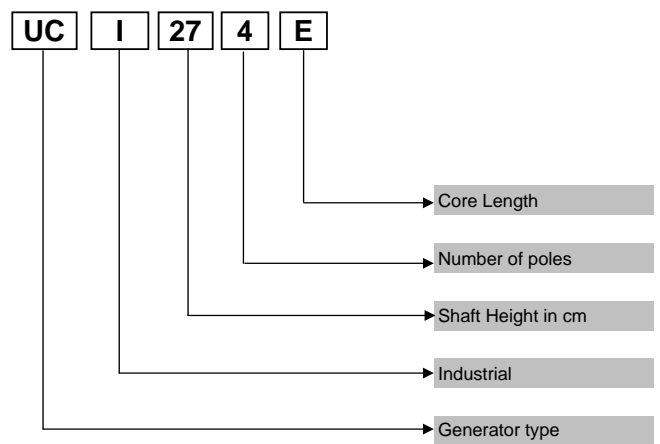 UC I 27 4 E
Core Length
Number of poles
Shaft Height in cm
Industrial
Generator type